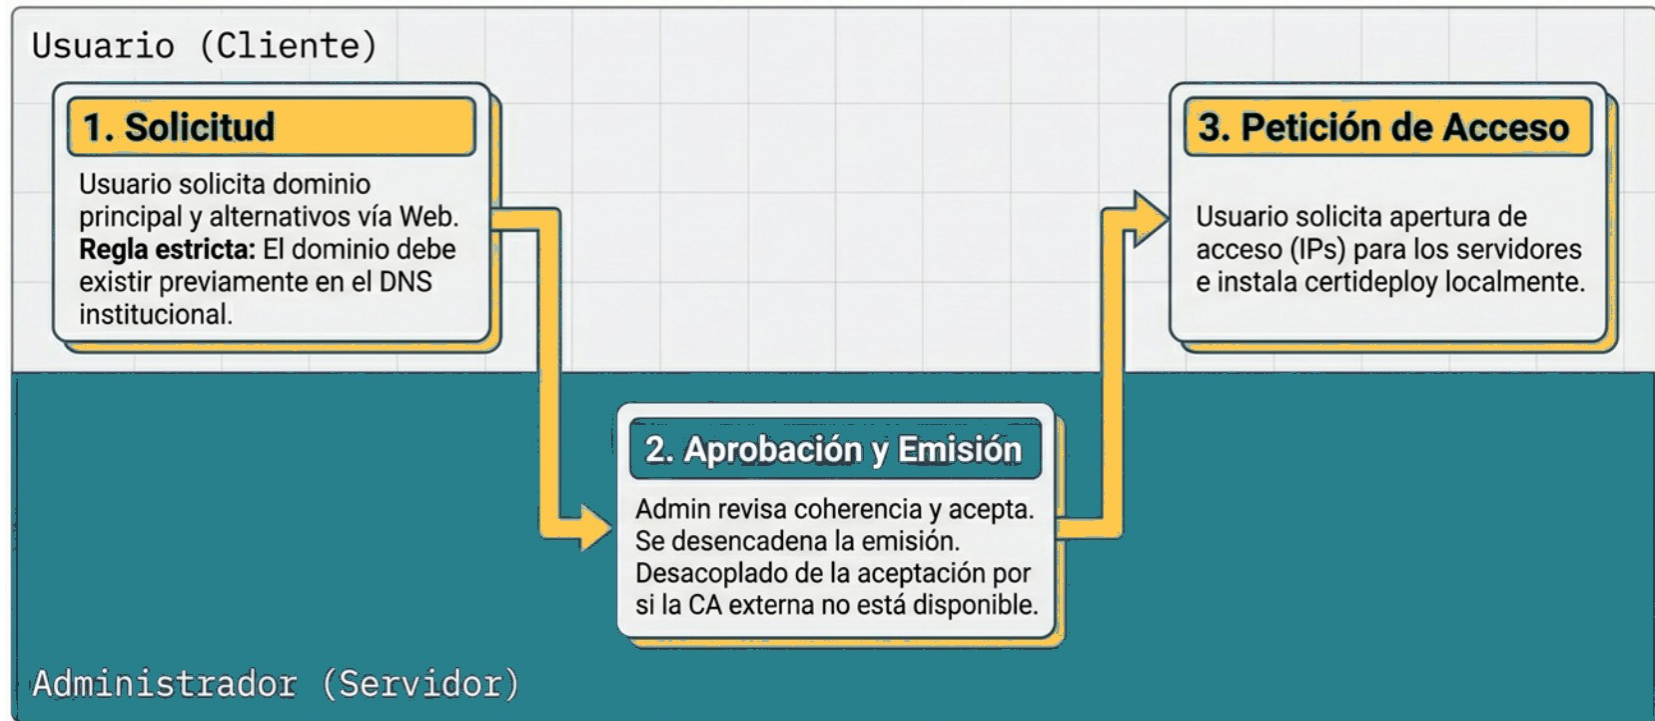 Usuario (Cliente)
1. Solicitud
Usuario solicita dominio
principal y alternativos vía Web.
Regla estricta: El dominio debe
existir previamente en el DNS
institucional.
2. Aprobación y Emisión
Admin revisa coherencia y acepta.
Se desencadena la emisión.
Desacoplado de la aceptación por
si la CA externa no está disponible.
3. Petición de Acceso
Usuario solicita apertura de
acceso (IPs) para los servidores
e instala certideploy localmente.
Administrador (Servidor)